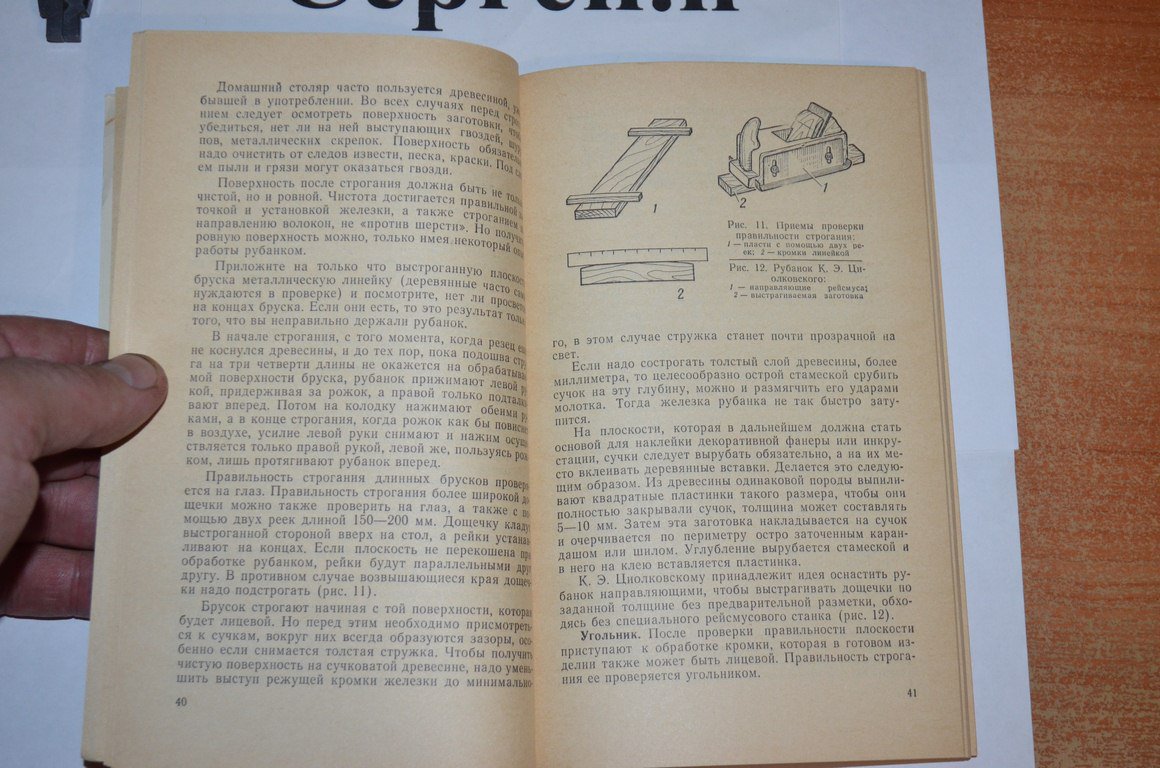 Домашний столяр часто пользуется древесиной,
бывшей в употреблении. Во всех случаях перед
нием следует осмотреть поверхность заготовки,
убедиться, нет ли на ней выступающих гвоздей,
пов, металлических скрепок. Поверхность
надо очистить от следов извести, песка, краски. Под
ем пыли и грязи могут оказаться гвозди.
Поверхность после строгания должна быть не
чистой, но и ровной. Чистота достигается правильной
точкой и установкой железки, а также строганием
направлению волокон, не «против шерсти». Но
ровную поверхность можно, только имея некоторый
работы рубанком.
Приложите на только что выстроганную
бруска металлическую линейку (деревянные часто
нуждаются в проверке) и посмотрите, нет ли
на концах бруска. Если они есть, то это результат
того, что вы неправильно держали рубанок.
В начале строгания, с того момента, когда резец
не коснулся древесины, и до тех пор, пока подошва
га на три четверти длины не окажется на
мой поверхности бруска, рубанок прижимают левой
кой, придерживая за рожок, а правой только
вают вперед. Потом на колодку нажимают обеими
ками, а в конце строгания, когда рожок как бы
в воздухе, усилие левой руки снимают и нажим
ствляется только правой рукой, левой же, пользуясь
ком, лишь протягивают рубанок вперед.
Правильность строгания длинных брусков
ется на глаз. Правильность строгания более широкой
щечки можно также проверить на глаз, а также с
мощью двух реек длиной 150—200 мм. Дощечку
выстроганной стороной вверх на стол, а рейки
ливают на концах. Если плоскость не перекошена
обработке рубанком, рейки будут параллельны друг
другу. В противном случае возвышающиеся края
ки надо подстрогать (рис. 11).
Брусок строгают начиная с той поверхности, которая
будет лицевой. Но перед этим необходимо присмотреть-
ся к сучкам, вокруг них всегда образуются зазоры, осо-
бенно если снимается толстая стружка. Чтобы получить
чистую поверхность на сучковатой древесине, надо умень-
шить выступ режущей кромки железки до минимально-
40
1
2
1
2
Рис. 11. Приемы проверки
правильности строгания:
1 — пласти с помощью двух ре-
ек; 2 — кромки линейкой
Рис. 12. Рубанок К. Э. Ци-
олковского:
1 — направляющие рейсмуса;
2 — выстрагиваемая заготовка
го, в этом случае стружка станет почти прозрачной на
свет.
Если надо сострогать толстый слой древесины, более
миллиметра, то целесообразно острой стамеской срубить
сучок на эту глубину, можно и размягчить его ударами
молотка. Тогда железка рубанка не так быстро зату-
пится.
На плоскости, которая в дальнейшем должна стать
основой для наклейки декоративной фанеры или инкру-
стации, сучки следует вырубать обязательно, а на их ме-
сто вклеивать деревянные вставки. Делается это следую-
щим образом. Из древесины одинаковой породы выпили-
вают квадратные пластинки такого размера, чтобы они
полностью закрывали сучок, толщина может составлять
5—10 мм. Затем эта заготовка накладывается на сучок
и очерчивается по периметру остро заточенным каран-
дашом или шилом. Углубление вырубается стамеской и
в него на клею вставляется пластинка.
К. Э. Циолковскому принадлежит идея оснастить ру-
банок направляющими, чтобы выстрагивать дощечки по
заданной толщине без предварительной разметки, обхо-
дясь без специального рейсмусового станка (рис. 12).
Угольник. После проверки правильности плоскости
приступают к обработке кромки, которая в готовом из-
делии также может быть лицевой. Правильность строга-
ния ее проверяется угольником.
41